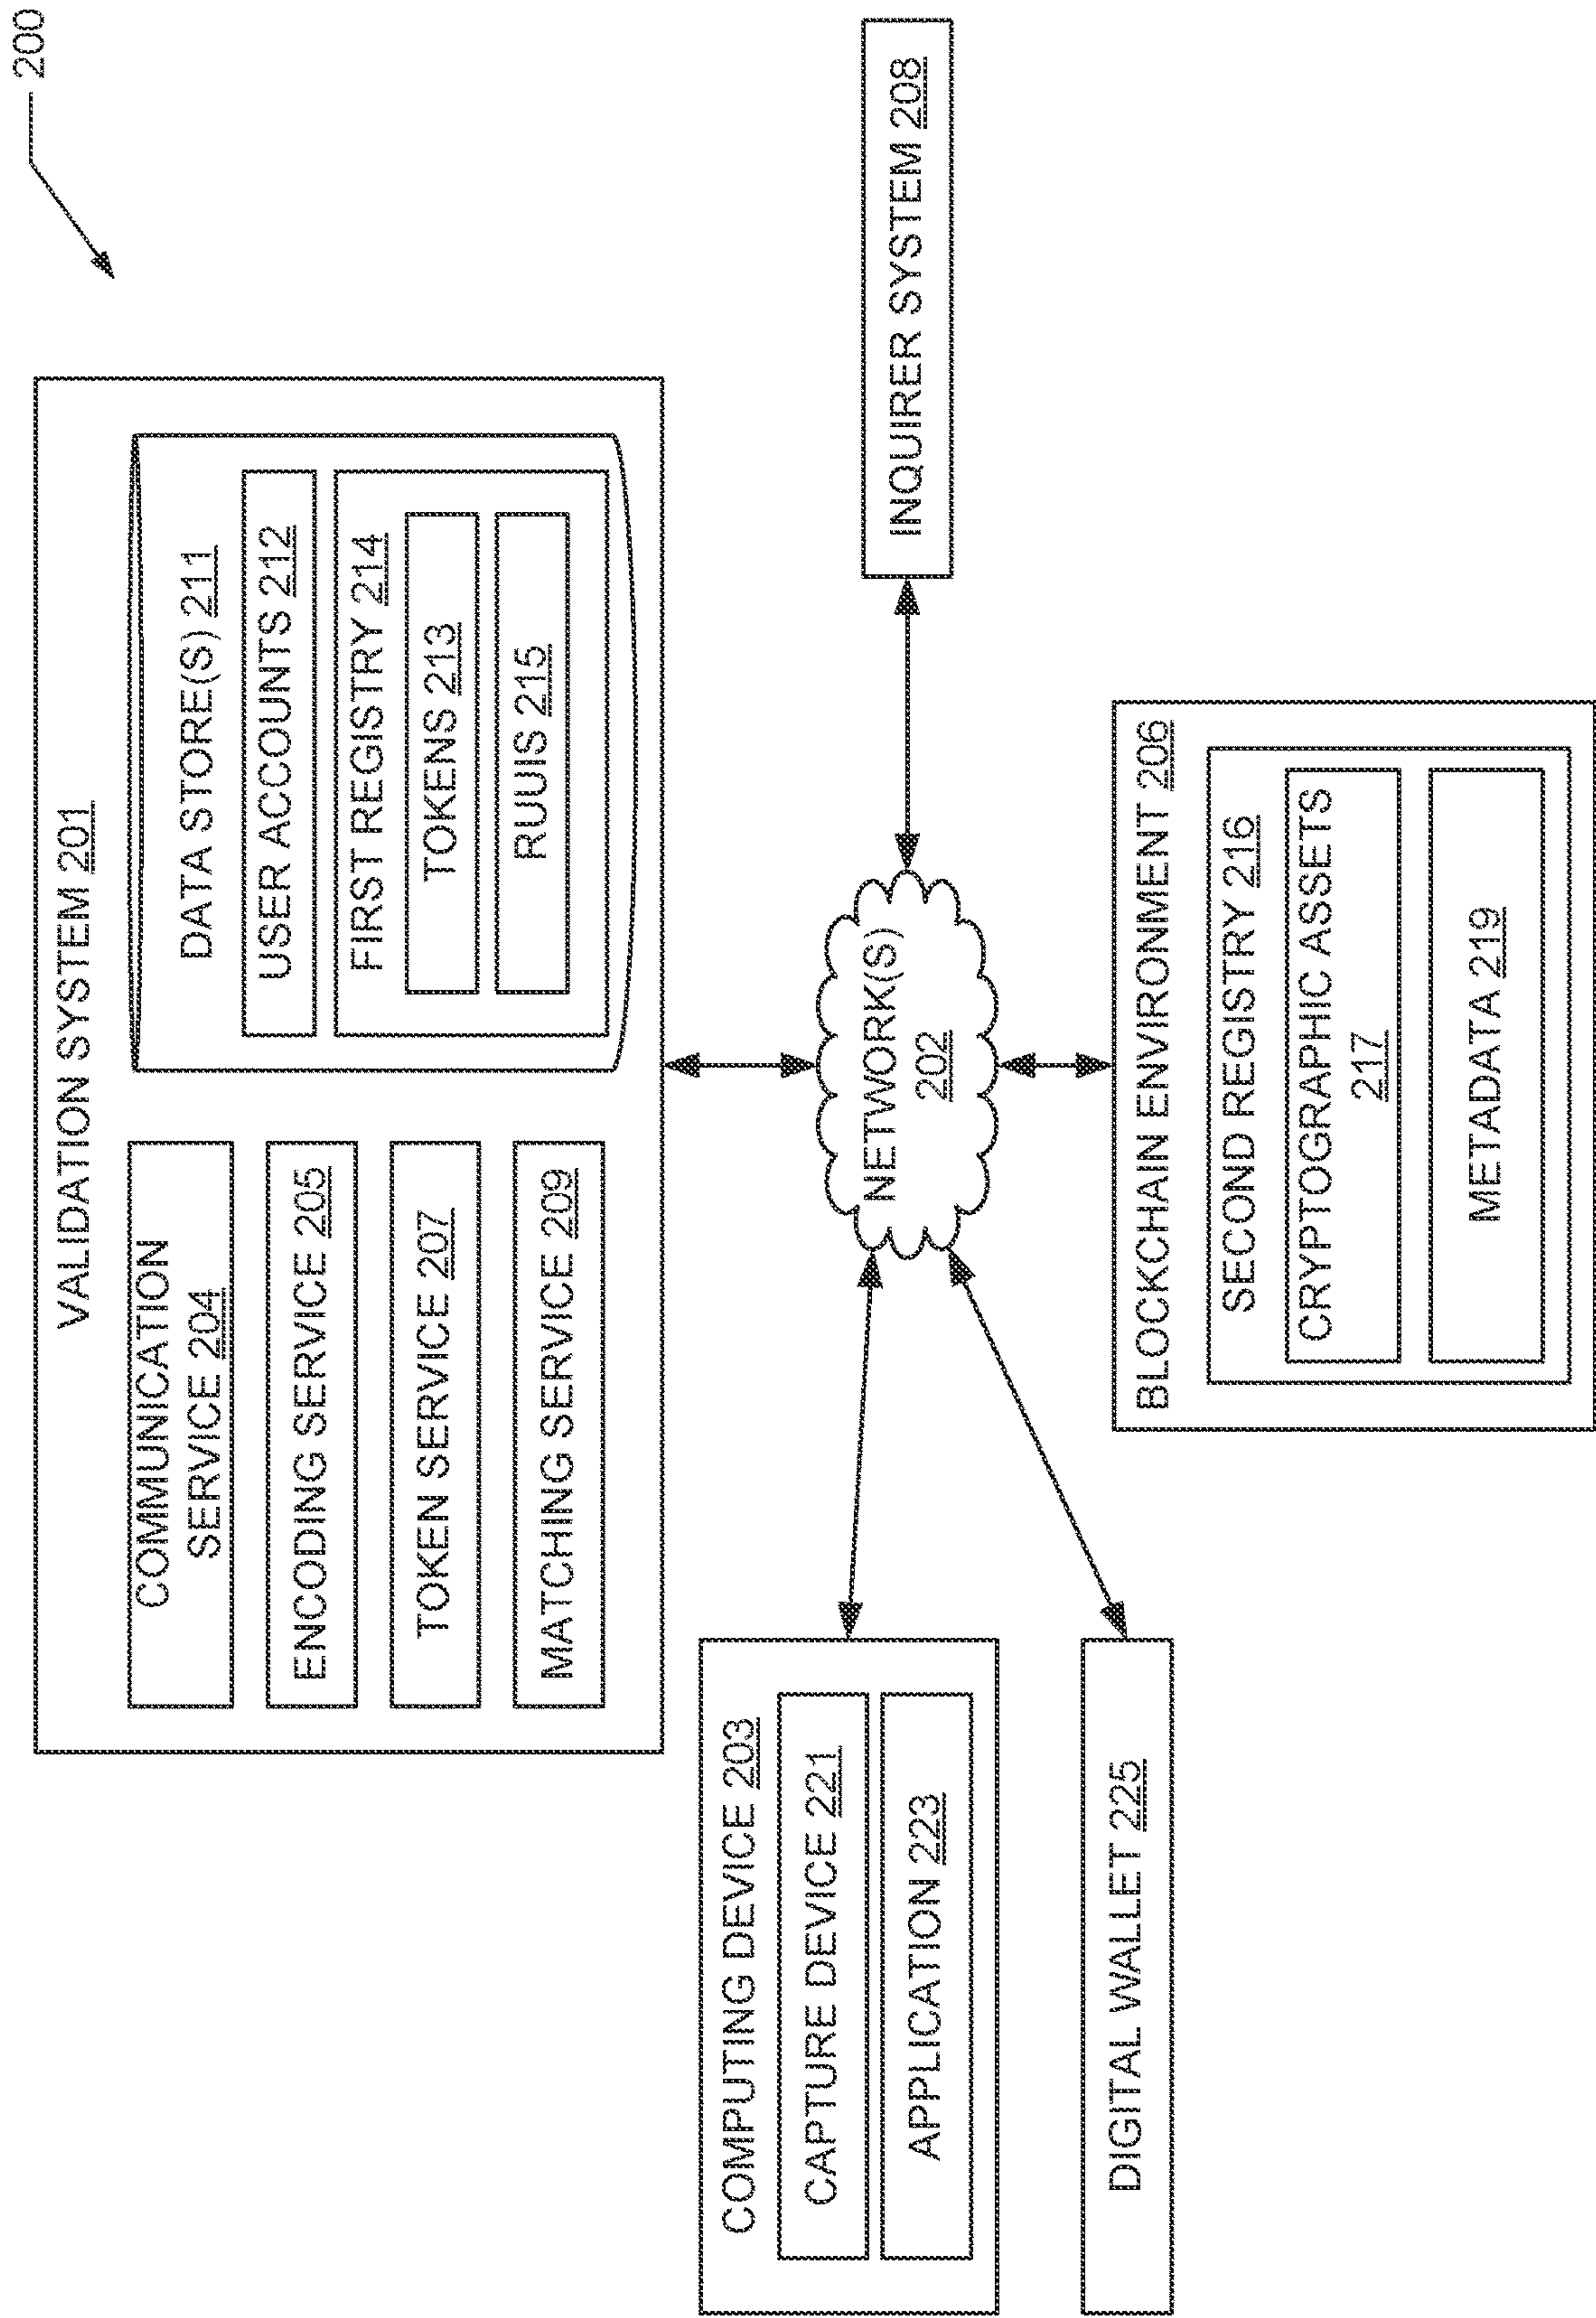 200
VALIDATION SYSTEM 201
COMMUNICATION
SERVICE 204
ENCODING SERVICE 205
TOKEN SERVICE 207
MATCHING SERVICE 209
DATA STORE(S) 211
USER ACCOUNTS 212
FIRST REGISTRY 214
TOKENS 213
RUUIS 215
NETWORK(S)
202
INQUIRER SYSTEM 208
COMPUTING DEVICE 203
CAPTURE DEVICE 221
APPLICATION 223
DIGITAL WALLET 225
BLOCKCHAIN ENVIRONMENT 206
SECOND REGISTRY 216
CRYPTOGRAPHIC ASSETS
217
METADATA 219